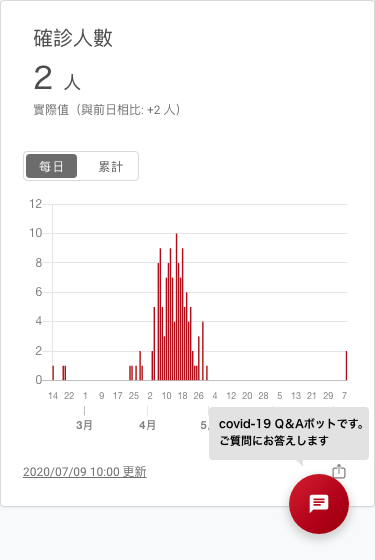 確診人數
2 人
實際值（與前日相比: +2 人）
每日 累計
12
10
8
6
4
2
0
14 22 1 9 17 25 2 10 18 26 4 12 20 28 5 13 21 29 7
3月 4月 5
covid-19 Q＆Aボットです。
ご質問にお答えします
2020/07/09 10:00 更新